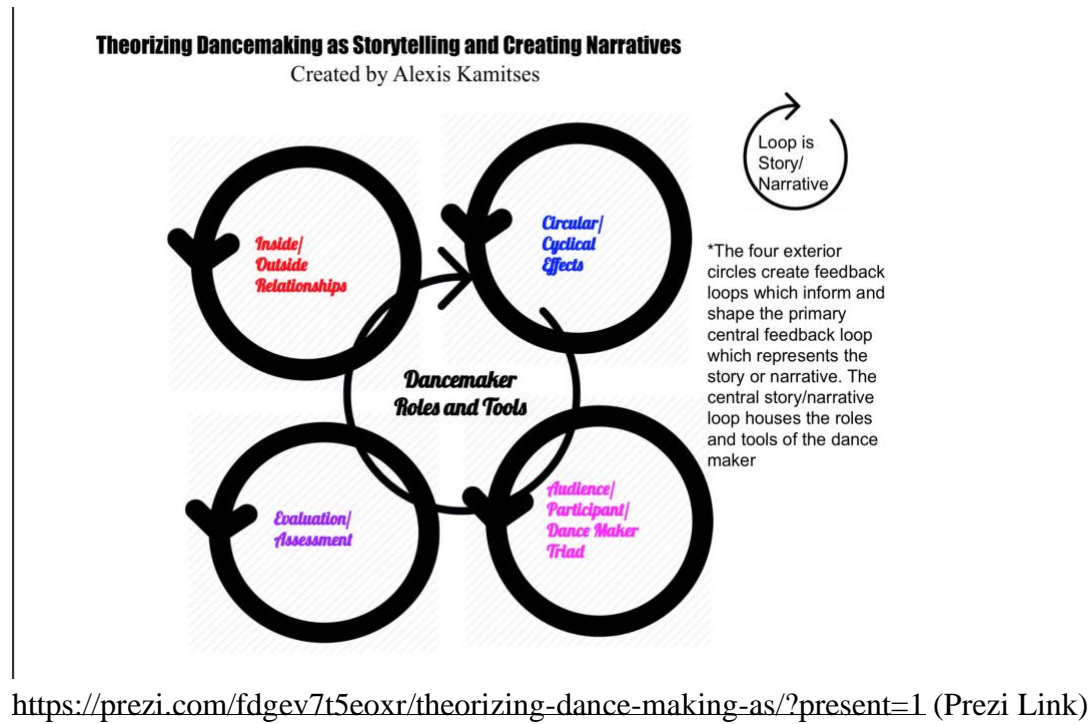 Theorizing Dancemaking as Storytelling and Creating Narratives
Created by Alexis Kamitses
Loop is
Story/
Narrative
Inside/
Outside
Relationships
Circular/
Cyclical
Effects
*The four exterior
circles create feedback
loops which inform and
shape the primary
central feedback loop
which represents the
story or narrative. The
central story/narrative
loop houses the roles
and tools of the dance
maker
Dancemaker
Roles and Tools
Evaluation/
Assessment
Audience/
Participant/
Dance Maker
Triad
https://prezi.com/fdgev7t5eoxr/theorizing-dance-making-as/?present=1 (Prezi Link)